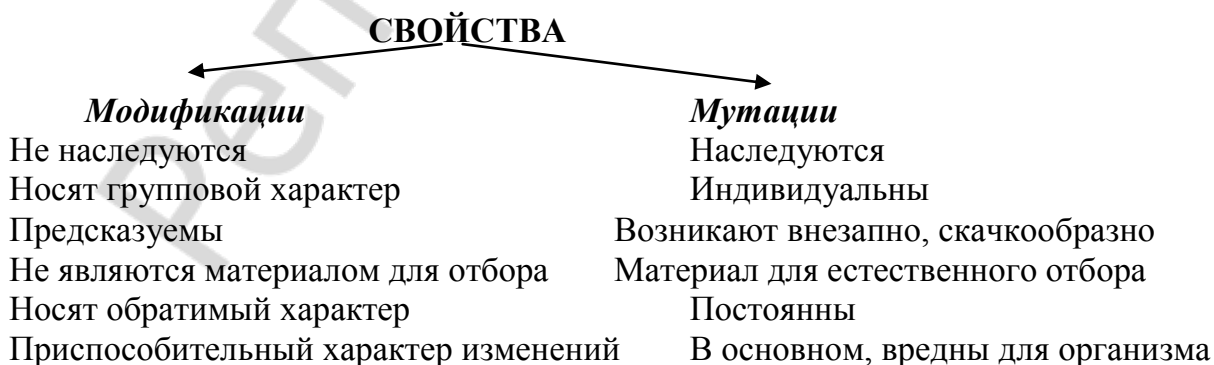 СВОЙСТВА
Модификации Мутации
Не наследуются Наследуются
Носят групповой характер Индивидуальны
Предсказуемы Возникают внезапно, скачкообразно
Не являются материалом для отбора Материал для естественного отбора
Носят обратимый характер Постоянны
Приспособительный характер изменений В основном, вредны для организма
Реп